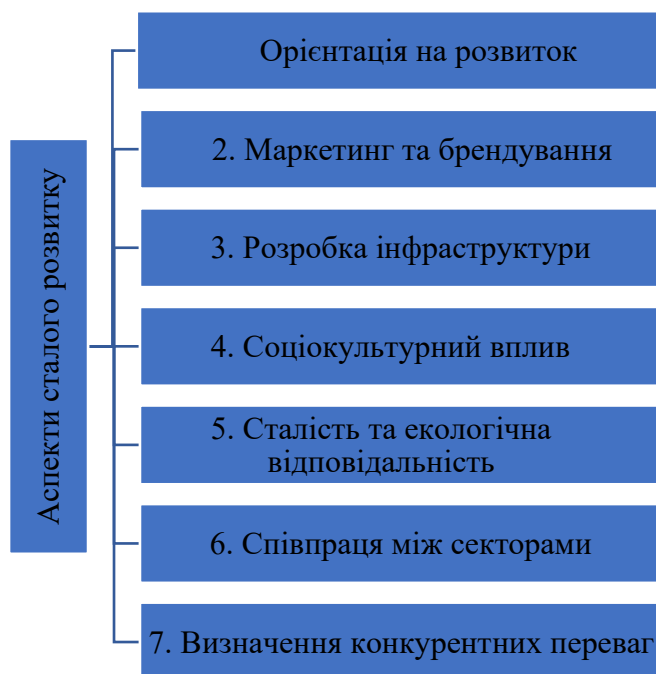 Аспекти сталого розвитку
Орієнтація на розвиток
2. Маркетинг та брендування
3. Розробка інфраструктури
4. Соціокультурний вплив
5. Сталість та екологічна
відповідальність
6. Співпраця між секторами
7. Визначення конкурентних переваг